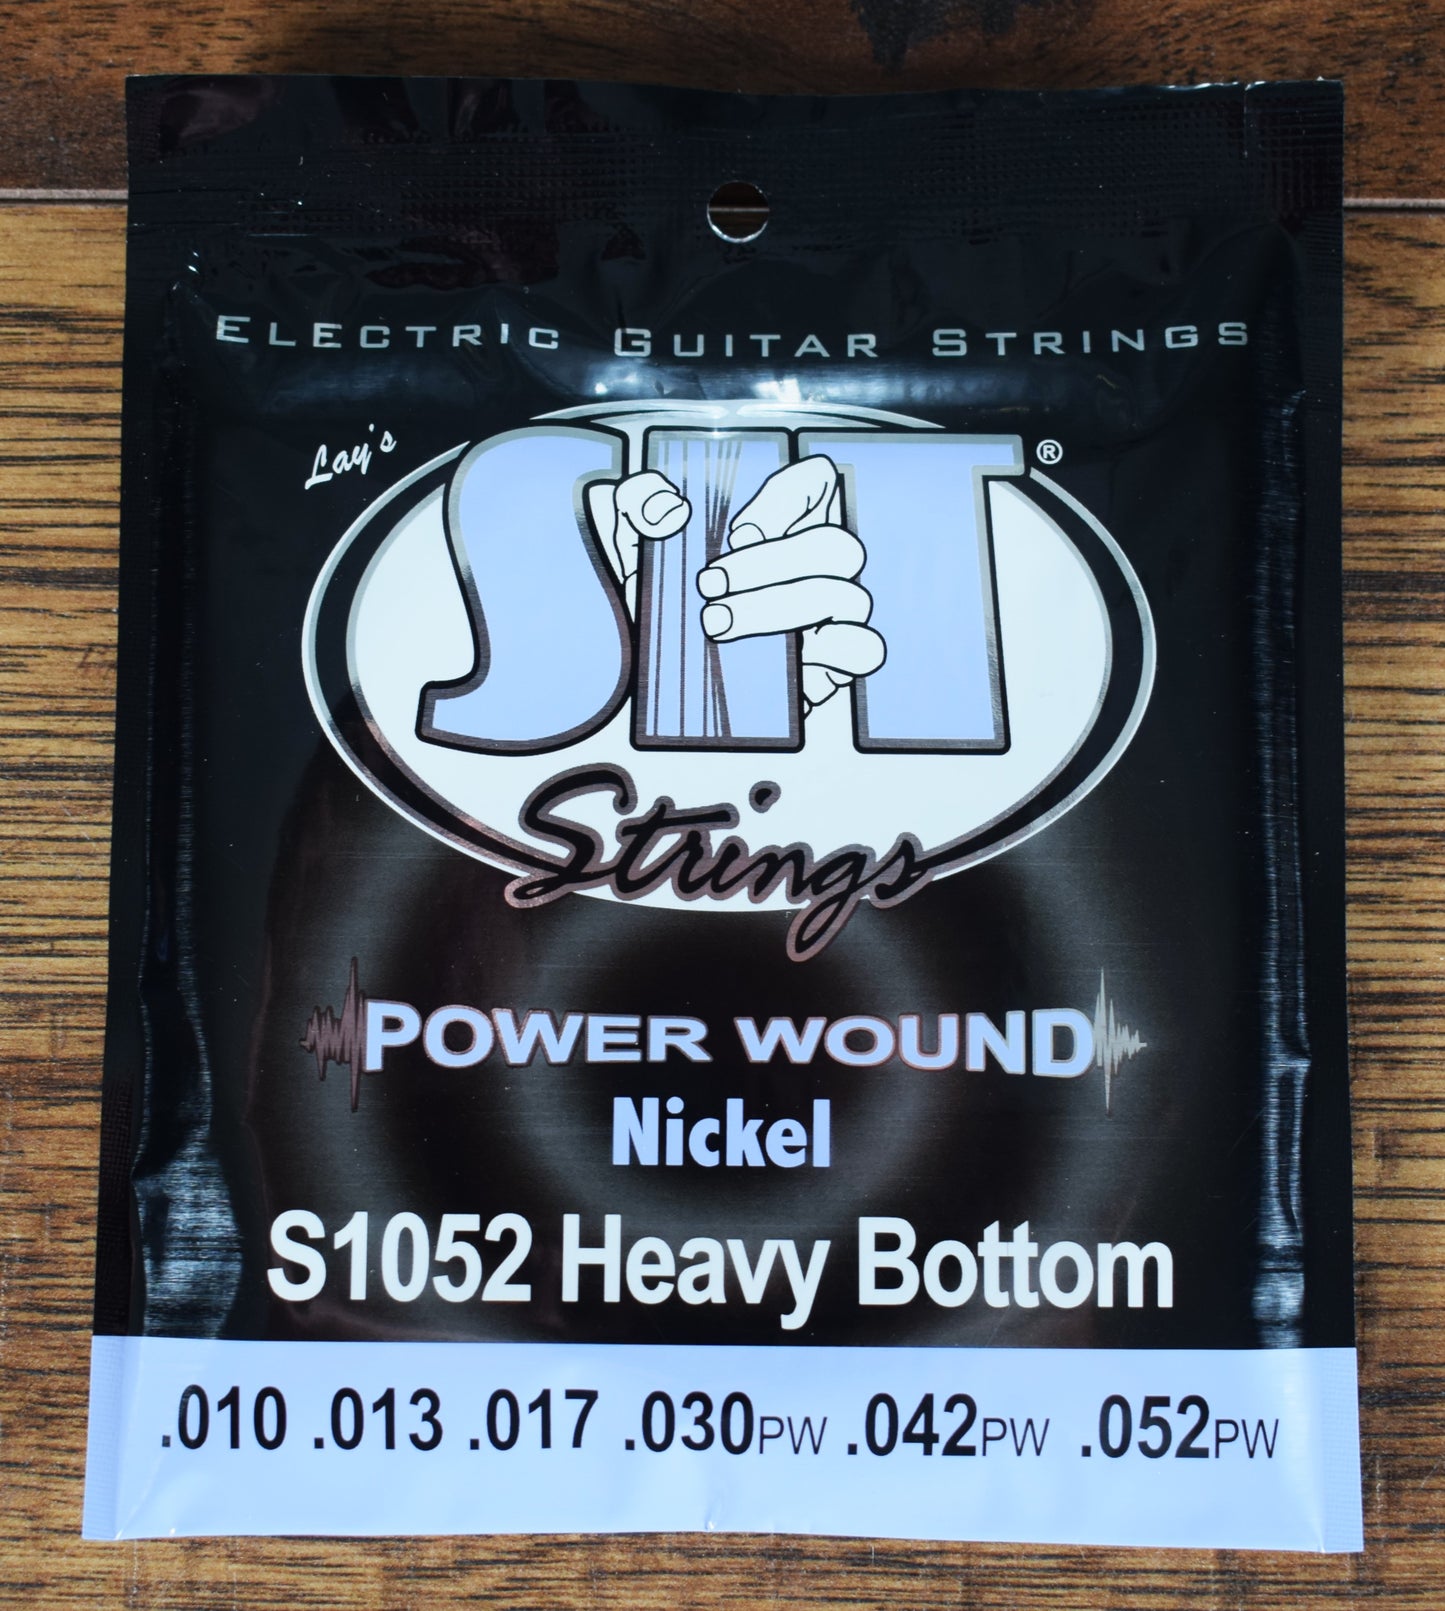 ELECTRIC GUITAR STRINGS
Lay's
SIT®
Strings
POWER WOUND
Nickel
S1052 Heavy Bottom
.010 .013 .017 .030PW .042PW .052PW